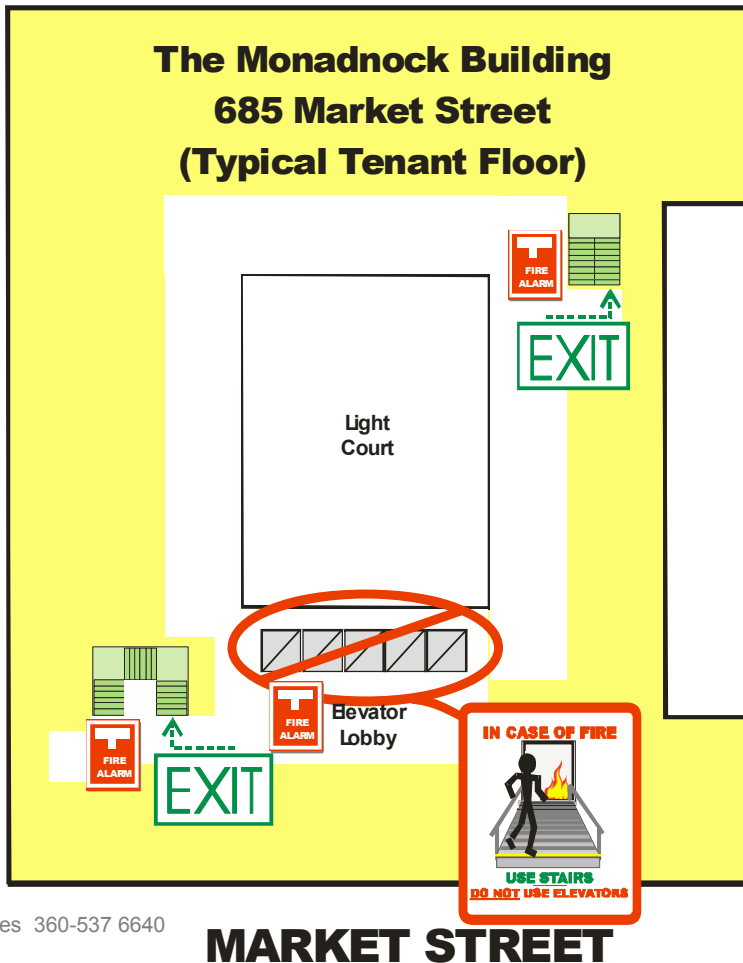 The Monadnock Building
685 Market Street
(Typical Tenant Floor)
FIRE
ALARM
EXIT
Light
Court
Elevator
Lobby
FIRE
ALARM
FIRE
ALARM
EXIT
IN CASE OF FIRE
USE STAIRS
DO NOT USE ELEVATORS
es 360-537 6640
MARKET STREET